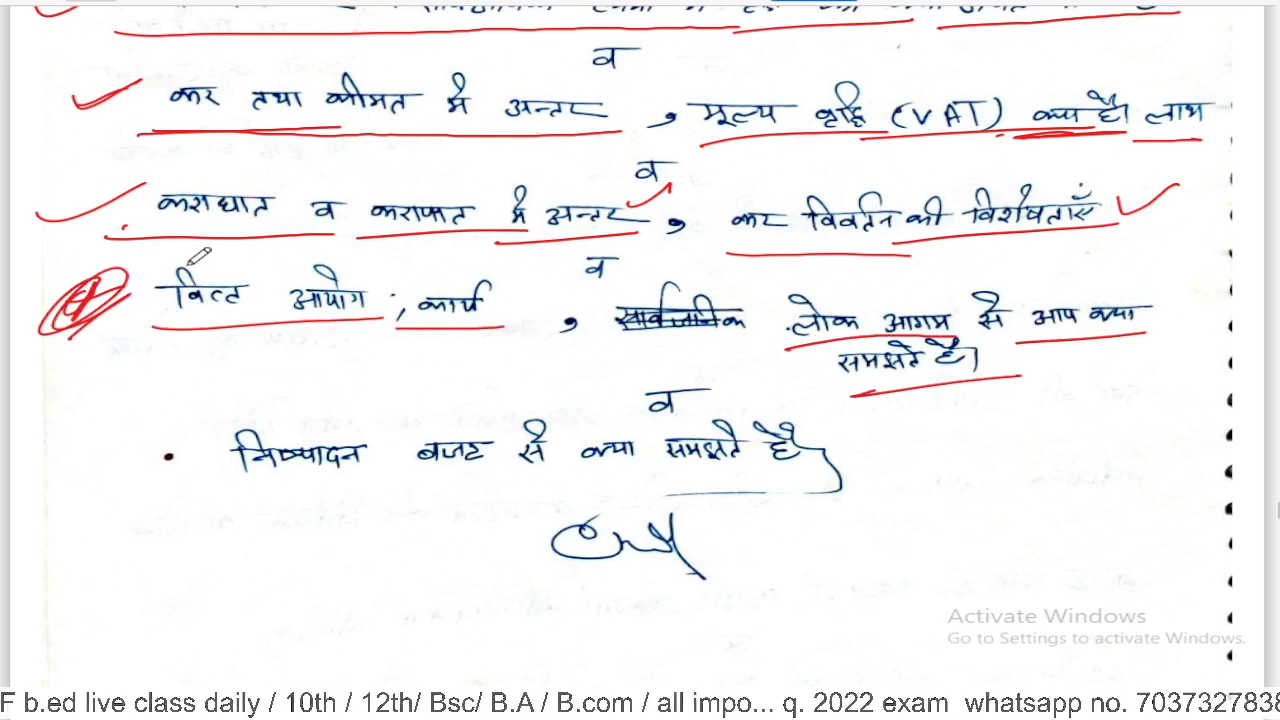 व
कर तथा कीमत में अन्तर , मूल्य वृद्धि (VAT) क्या है। लाभ
व
कराघात व करापात में अन्तर , कर विवर्तन की विशेषताएँ
व
वित्त आयोग ; कार्य , सार्वजनिक लोक आगम से आप क्या
समझते है।
व
• निष्पादन बजट से क्या समझते है?
Activate Windows
Go to Settings to activate Windows.
F b.ed live class daily / 10th / 12th/ Bsc/ B.A / B.com / all impo... q. 2022 exam whatsapp no. 7037327838